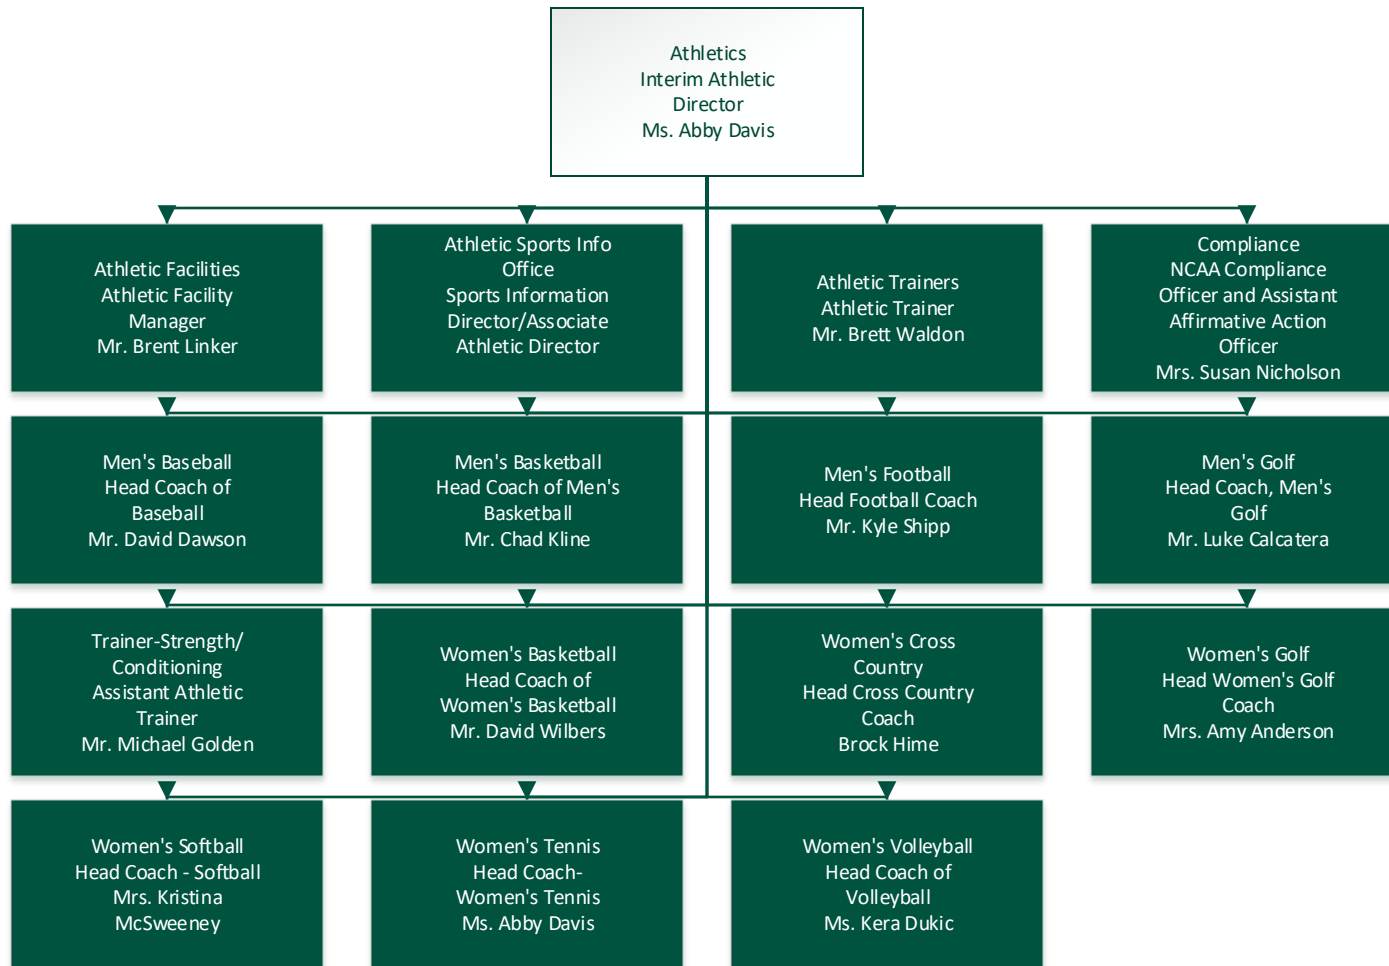 Athletics
Interim Athletic
Director
Ms. Abby Davis
Athletic Facilities
Athletic Facility
Manager
Mr. Brent Linker
Athletic Sports Info
Office
Sports Information
Director/Associate
Athletic Director
Athletic Trainers
Athletic Trainer
Mr. Brett Waldon
Compliance
NCAA Compliance
Officer and Assistant
Affirmative Action
Officer
Mrs. Susan Nicholson
Men's Baseball
Head Coach of
Baseball
Mr. David Dawson
Men's Basketball
Head Coach of Men's
Basketball
Mr. Chad Kline
Men's Football
Head Football Coach
Mr. Kyle Shipp
Men's Golf
Head Coach, Men's
Golf
Mr. Luke Calcatera
Trainer-Strength/
Conditioning
Assistant Athletic
Trainer
Mr. Michael Golden
Women's Basketball
Head Coach of
Women's Basketball
Mr. David Wilbers
Women's Cross
Country
Head Cross Country
Coach
Brock Hime
Women's Golf
Head Women's Golf
Coach
Mrs. Amy Anderson
Women's Softball
Head Coach - Softball
Mrs. Kristina
McSweeney
Women's Tennis
Head Coach-
Women's Tennis
Ms. Abby Davis
Women's Volleyball
Head Coach of
Volleyball
Ms. Kera Dukic